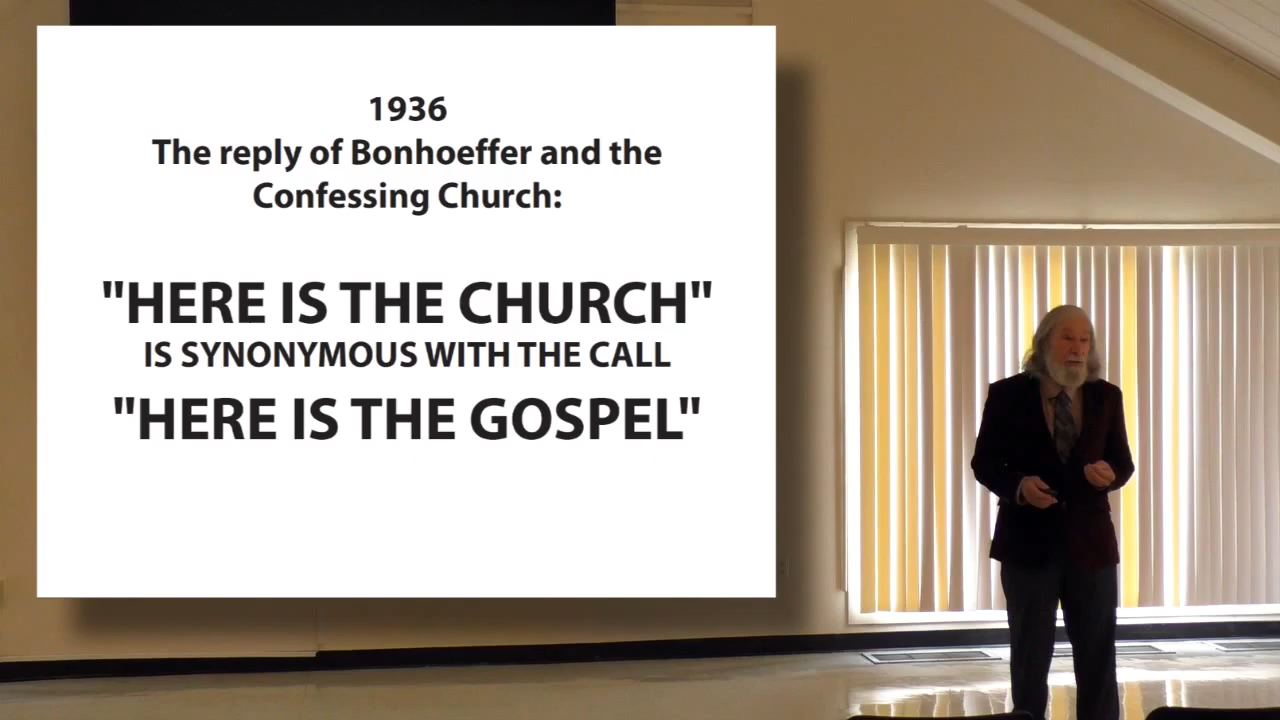 1936
The reply of Bonhoeffer and the
Confessing Church:
"HERE IS THE CHURCH"
IS SYNONYMOUS WITH THE CALL
"HERE IS THE GOSPEL"